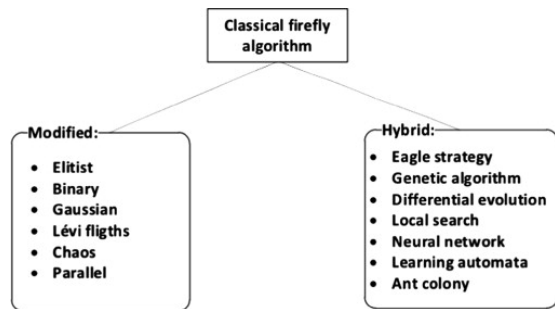 Classical firefly
algorithm
Modified:
• Elitist
• Binary
• Gaussian
• Lévi fligths
• Chaos
• Parallel
Hybrid:
• Eagle strategy
• Genetic algorithm
• Differential evolution
• Local search
• Neural network
• Learning automata
• Ant colony